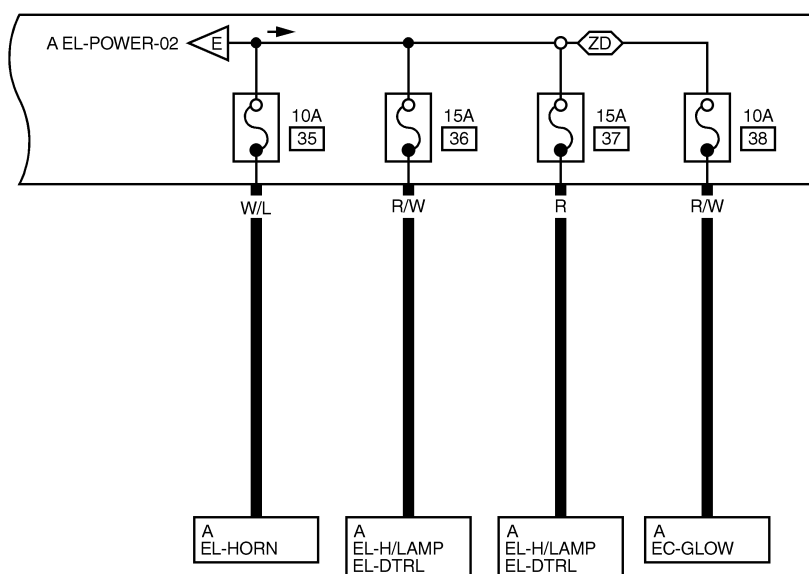 A EL-POWER-02 E ZD
10A 15A 15A 10A
35 36 37 38
W/L R/W R R/W
A
EL-HORN
A
EL-H/LAMP
EL-DTRL
A
EL-H/LAMP
EL-DTRL
A
EC-GLOW